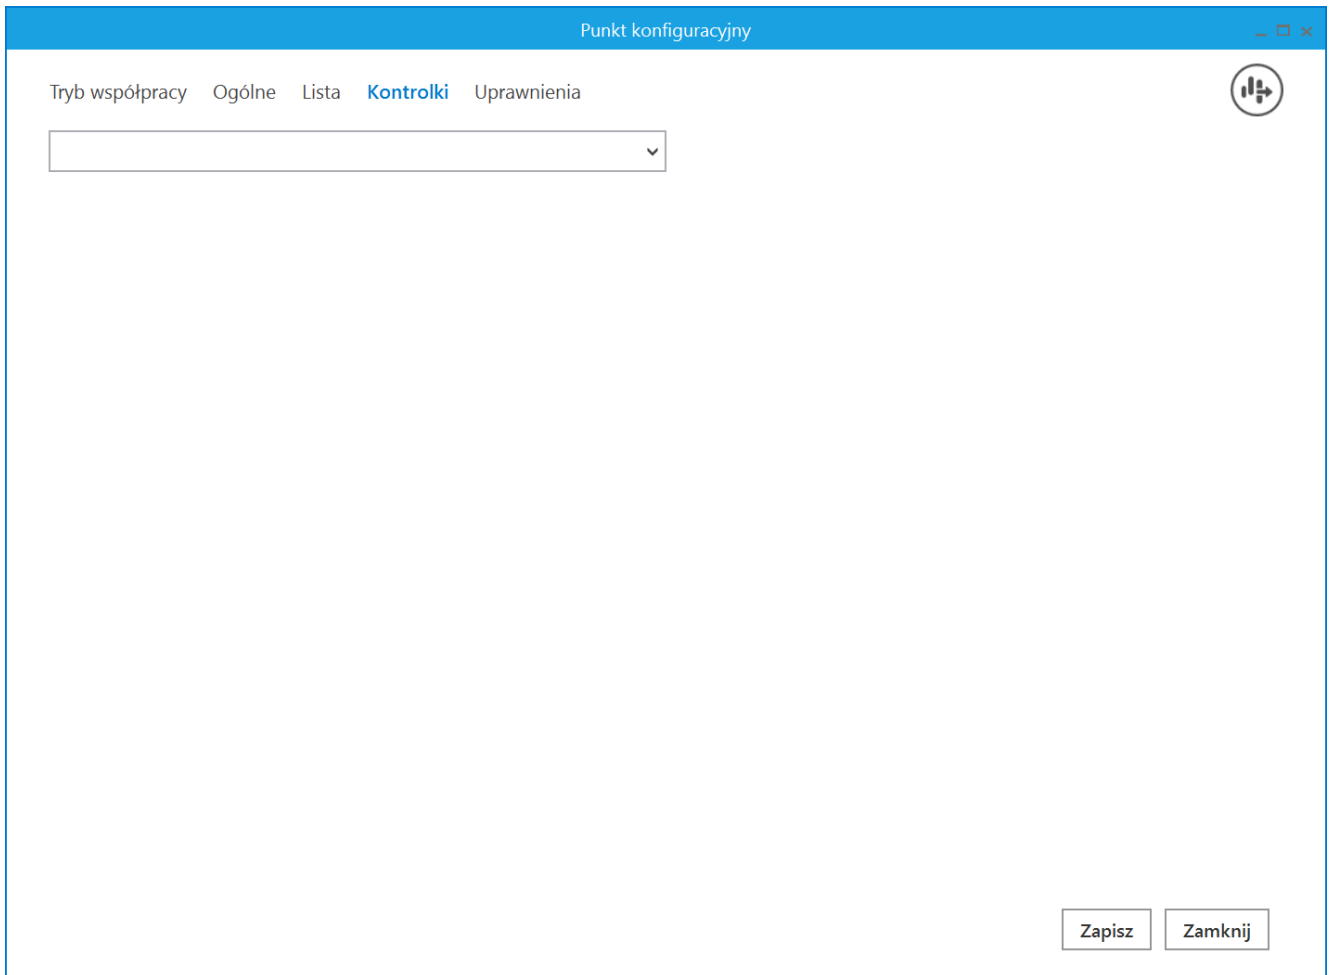 Punkt konfiguracyjny
Tryb współpracy Ogólne Lista Kontrolki Uprawnienia
Zapisz Zamknij